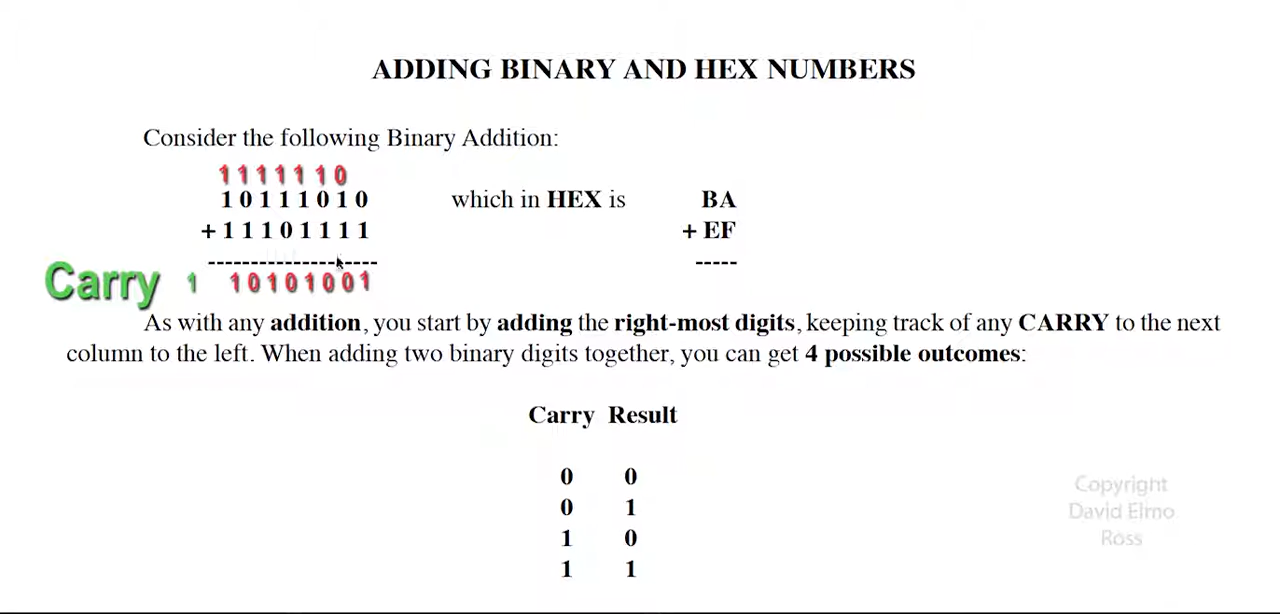 ADDING BINARY AND HEX NUMBERS
Consider the following Binary Addition:
1 1 1 1 1 1 0
1 0 1 1 1 0 1 0 which in HEX is BA
+ 1 1 1 0 1 1 1 1 + EF
----------------- -----
Carry 1 1 0 1 0 1 0 0 1
As with any addition, you start by adding the right-most digits, keeping track of any CARRY to the next
column to the left. When adding two binary digits together, you can get 4 possible outcomes:
Carry Result
0 0
0 1
1 0
1 1
Copyright
David Elmo
Ross